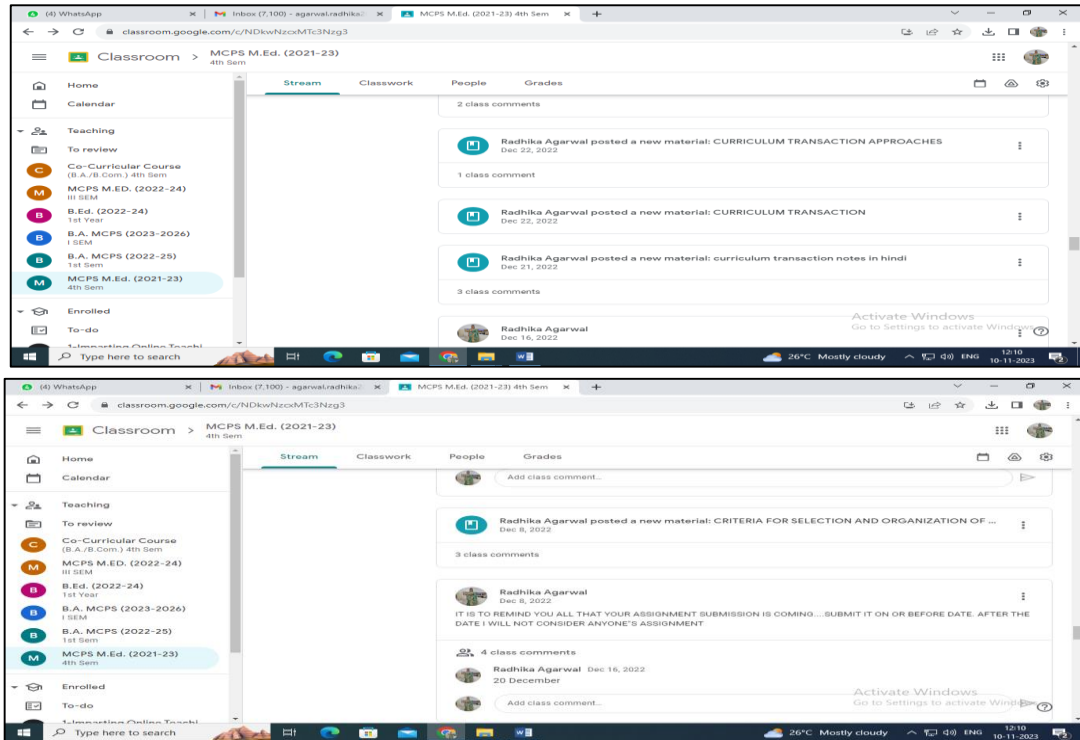 (4) WhatsApp
Inbox (7,100) - agarwal.radhika
MCPS M.Ed. (2021-23) 4th Sem
classroom.google.com/c/NDkwNzcxMTc3Nzg3
Classroom > MCPS M.Ed. (2021-23)
4th Sem
Stream Classwork People Grades
Home
Calendar
Teaching
To review
C Co-Curricular Course
(B.A./B.Com.) 4th Sem
M MCPS M.ED. (2022-24)
III SEM
B B.Ed. (2022-24)
1st Year
B B.A. MCPS (2023-2026)
I SEM
B B.A. MCPS (2022-25)
1st Sem
M MCPS M.Ed. (2021-23)
4th Sem
Enrolled
To-do
1-Imparting Online Teachi
2 class comments
Radhika Agarwal posted a new material: CURRICULUM TRANSACTION APPROACHES
Dec 22, 2022
1 class comment
Radhika Agarwal posted a new material: CURRICULUM TRANSACTION
Dec 22, 2022
Radhika Agarwal posted a new material: curriculum transaction notes in hindi
Dec 21, 2022
3 class comments
Radhika Agarwal
Dec 16, 2022
Activate Windows
Go to Settings to activate Windows.
Type here to search
26°C Mostly cloudy ENG 12:10
10-11-2023
(4) WhatsApp
Inbox (7,100) - agarwal.radhika
MCPS M.Ed. (2021-23) 4th Sem
classroom.google.com/c/NDkwNzcxMTc3Nzg3
Classroom > MCPS M.Ed. (2021-23)
4th Sem
Stream Classwork People Grades
Home
Calendar
Teaching
To review
C Co-Curricular Course
(B.A./B.Com.) 4th Sem
M MCPS M.ED. (2022-24)
III SEM
B B.Ed. (2022-24)
1st Year
B B.A. MCPS (2023-2026)
I SEM
B B.A. MCPS (2022-25)
1st Sem
M MCPS M.Ed. (2021-23)
4th Sem
Enrolled
To-do
1-Imparting Online Teachi
Add class comment...
Radhika Agarwal posted a new material: CRITERIA FOR SELECTION AND ORGANIZATION OF ...
Dec 8, 2022
3 class comments
Radhika Agarwal
Dec 8, 2022
IT IS TO REMIND YOU ALL THAT YOUR ASSIGNMENT SUBMISSION IS COMING....SUBMIT IT ON OR BEFORE DATE. AFTER THE
DATE I WILL NOT CONSIDER ANYONE'S ASSIGNMENT
4 class comments
Radhika Agarwal Dec 16, 2022
20 December
Add class comment...
Activate Windows
Go to Settings to activate Windows.
Type here to search
26°C Mostly cloudy ENG 12:10
10-11-2023